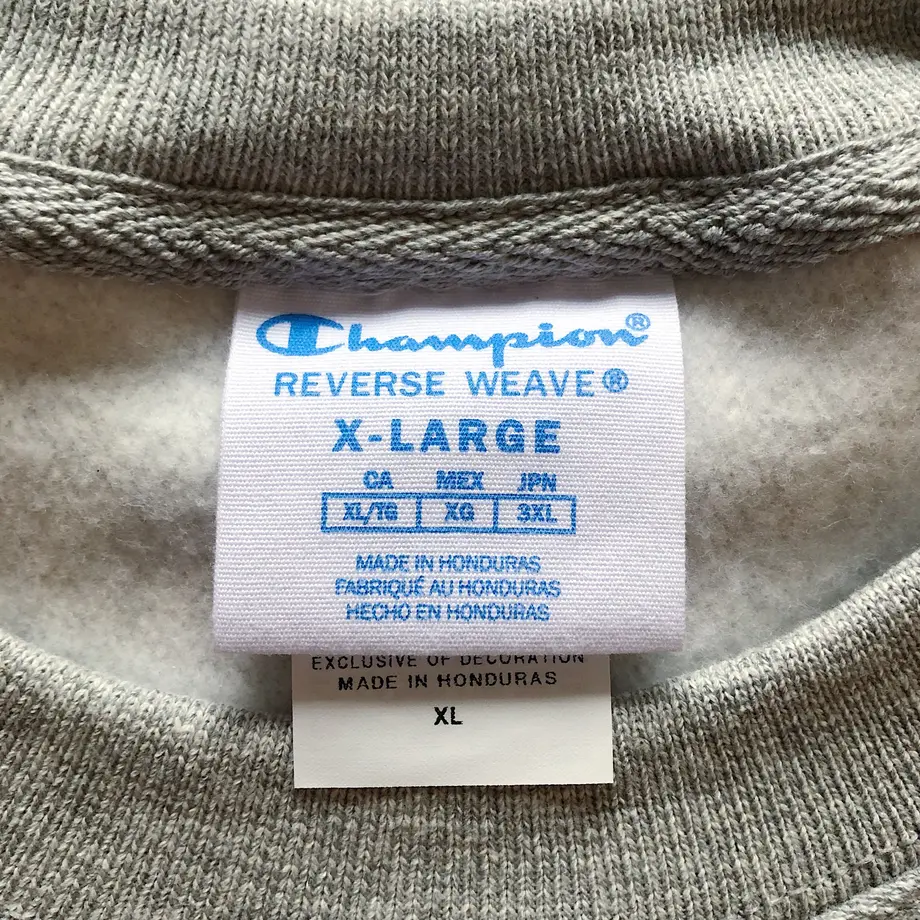 Champion®
REVERSE WEAVE®
X-LARGE
CA MEX JPN
XL/TG XG 3XL
MADE IN HONDURAS
FABRIQUÉ AU HONDURAS
HECHO EN HONDURAS
EXCLUSIVE OF DECORATION
MADE IN HONDURAS
XL